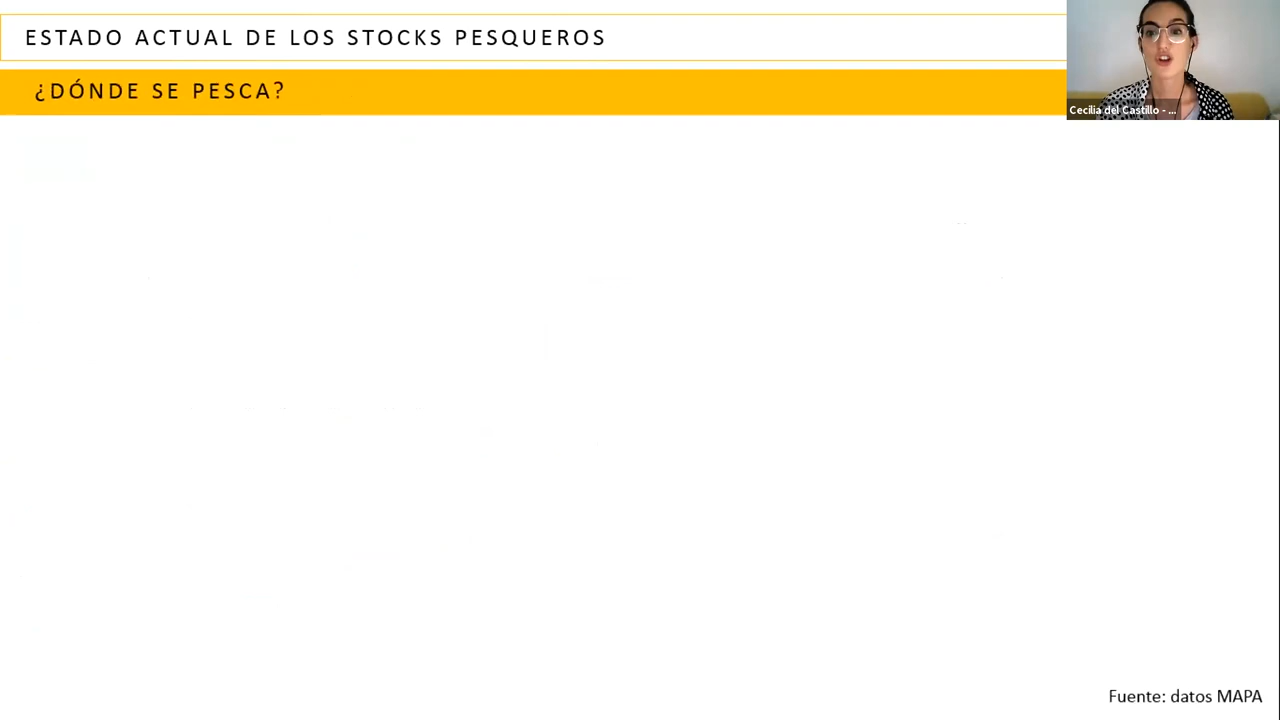 ESTADO ACTUAL DE LOS STOCKS PESQUEROS
¿DÓNDE SE PESCA?
Cecilia del Castillo - ...
Fuente: datos MAPA